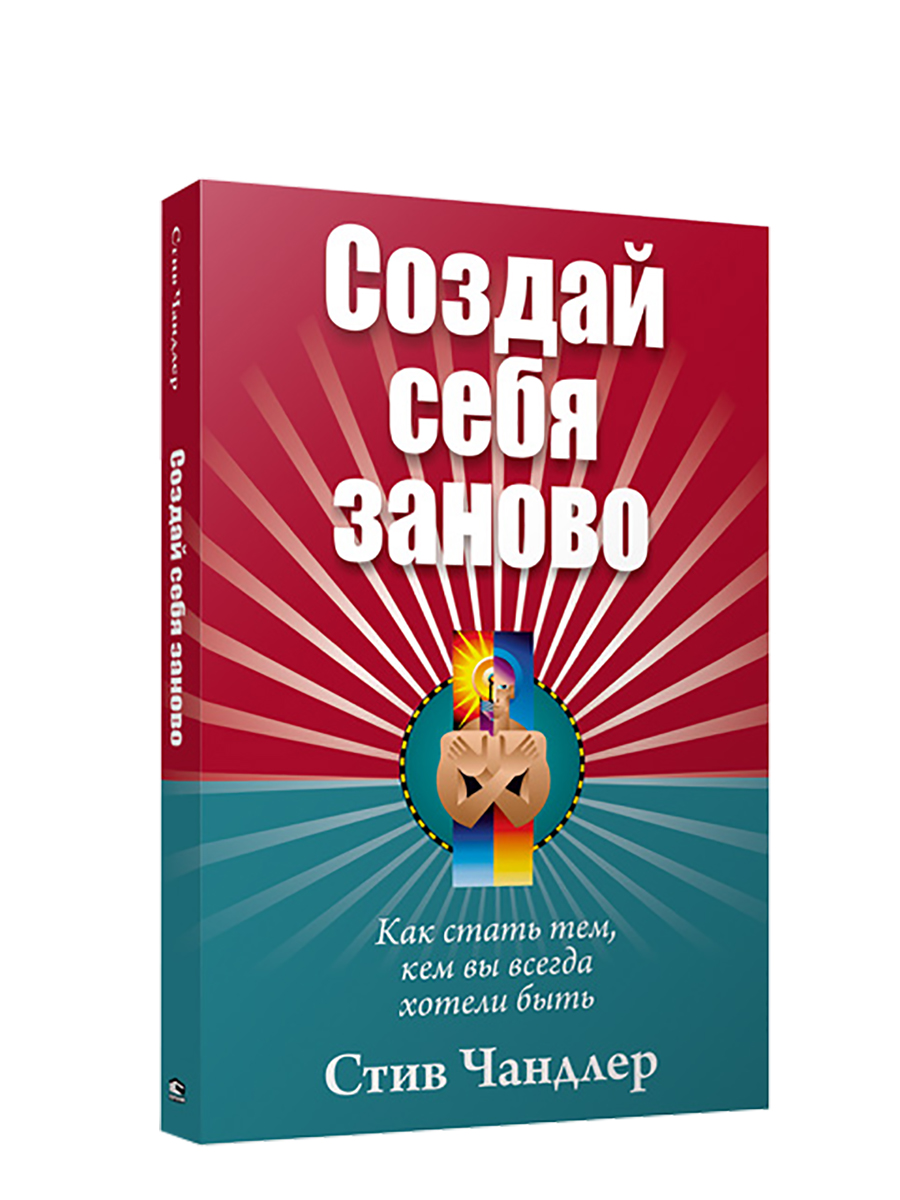 Создай
себя
заново
Как стать тем,
кем вы всегда
хотели быть
Стив Чандлер
Стив Чандлер
Создай себя заново